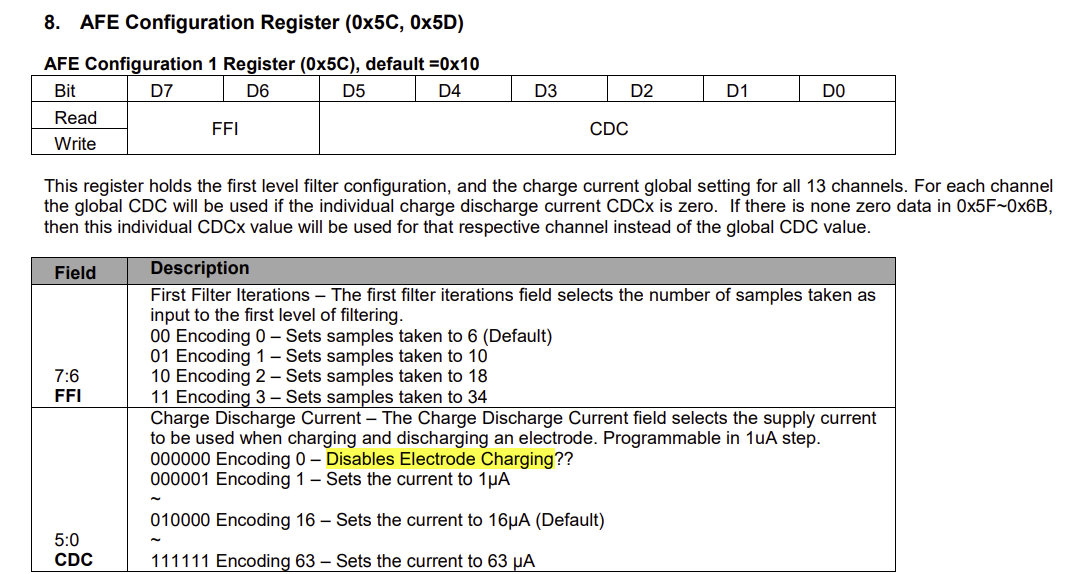 8. AFE Configuration Register (0x5C, 0x5D)
AFE Configuration 1 Register (0x5C), default =0x10
Bit D7 D6 D5 D4 D3 D2 D1 D0
Read
FFI CDC
Write
This register holds the first level filter configuration, and the charge current global setting for all 13 channels. For each channel
the global CDC will be used if the individual charge discharge current CDCx is zero. If there is none zero data in 0x5F~0x6B,
then this individual CDCx value will be used for that respective channel instead of the global CDC value.
Field Description
First Filter Iterations – The first filter iterations field selects the number of samples taken as
input to the first level of filtering.
00 Encoding 0 – Sets samples taken to 6 (Default)
01 Encoding 1 – Sets samples taken to 10
7:6 10 Encoding 2 – Sets samples taken to 18
FFI 11 Encoding 3 – Sets samples taken to 34
Charge Discharge Current – The Charge Discharge Current field selects the supply current
to be used when charging and discharging an electrode. Programmable in 1uA step.
000000 Encoding 0 – Disables Electrode Charging??
000001 Encoding 1 – Sets the current to 1µA
~
010000 Encoding 16 – Sets the current to 16µA (Default)
5:0 ~
CDC 111111 Encoding 63 – Sets the current to 63 µA